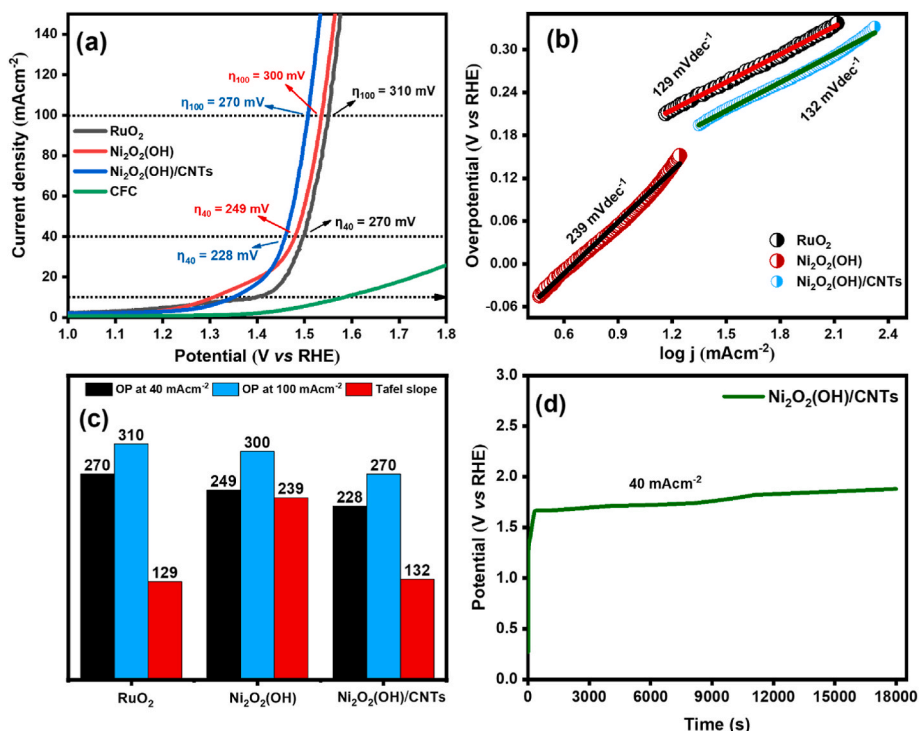 (a)
Current density (mAcm⁻²)
140
120
100
80
60
40
20
0
η₁₀₀ = 300 mV
η₁₀₀ = 270 mV
η₁₀₀ = 310 mV
RuO₂
Ni₂O₂(OH)
Ni₂O₂(OH)/CNTs
CFC
η₄₀ = 249 mV
η₄₀ = 270 mV
η₄₀ = 228 mV
1.0 1.1 1.2 1.3 1.4 1.5 1.6 1.7 1.8
Potential (V vs RHE)
(b)
Overpotential (V vs RHE)
0.30
0.24
0.18
0.12
0.06
0.00
-0.06
129 mVdec⁻¹
132 mVdec⁻¹
239 mVdec⁻¹
RuO₂
Ni₂O₂(OH)
Ni₂O₂(OH)/CNTs
0.6 0.9 1.2 1.5 1.8 2.1 2.4
log j (mAcm⁻²)
OP at 40 mAcm⁻² OP at 100 mAcm⁻² Tafel slope
(c)
270 310 129
249 300 239
228 270 132
RuO₂ Ni₂O₂(OH) Ni₂O₂(OH)/CNTs
(d)
Potential (V vs RHE)
3.0
2.5
2.0
1.5
1.0
0.5
0.0
Ni₂O₂(OH)/CNTs
40 mAcm⁻²
0 3000 6000 9000 12000 15000 18000
Time (s)